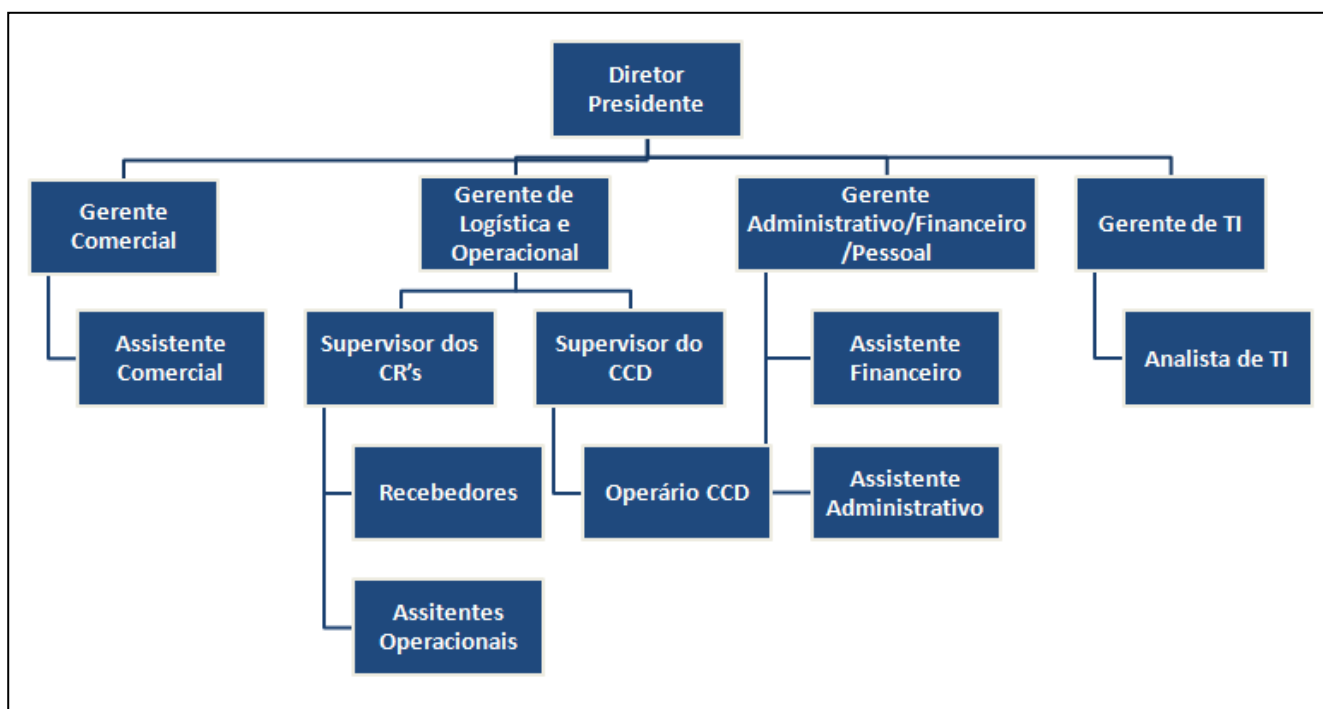 Diretor
Presidente
Gerente
Comercial
Gerente de
Logística e
Operacional
Gerente
Administrativo/Financeiro
/Pessoal
Gerente de TI
Assistente
Comercial
Supervisor dos
CR's
Supervisor do
CCD
Assistente
Financeiro
Analista de TI
Recebedores
Operário CCD
Assistente
Administrativo
Assitentes
Operacionais